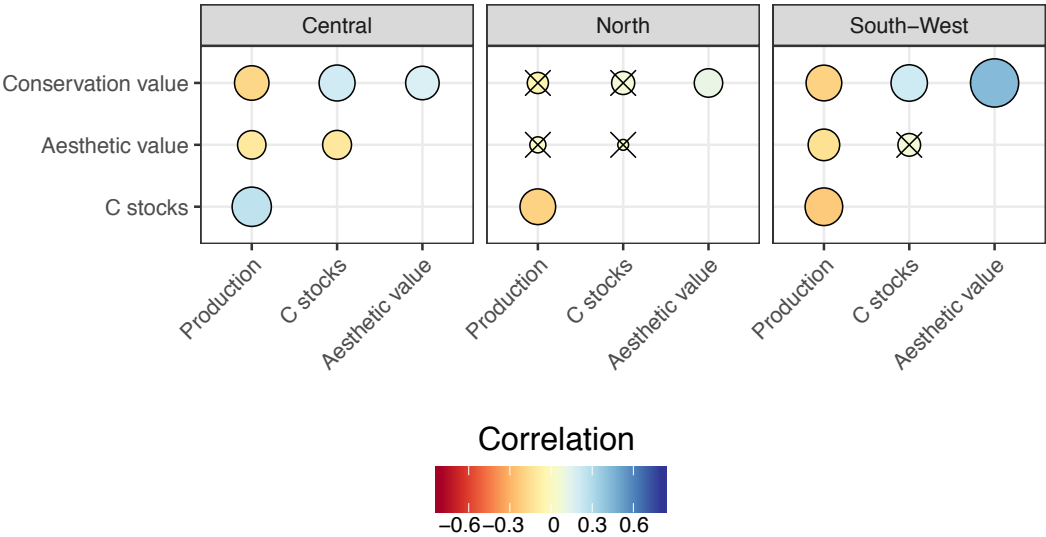 Central North South−West
Conservation value
Aesthetic value
C stocks
Production C stocks Aesthetic value Production C stocks Aesthetic value Production C stocks Aesthetic value
Correlation
−0.6 −0.3 0 0.3 0.6